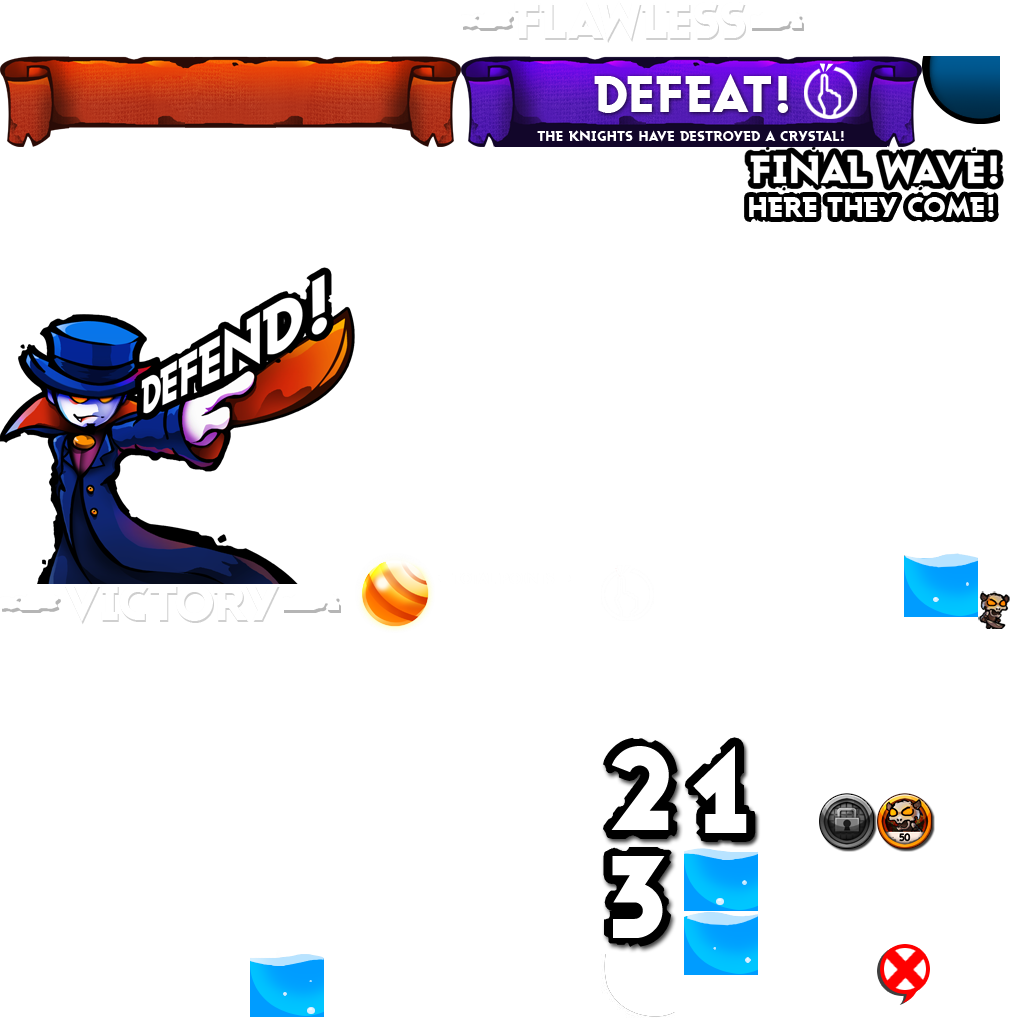 FLAWLESS
DEFEAT!
THE KNIGHTS HAVE DESTROYED A CRYSTAL!
FINAL WAVE!
HERE THEY COME!
DEFEND!
VICTORY
2 1
50
3